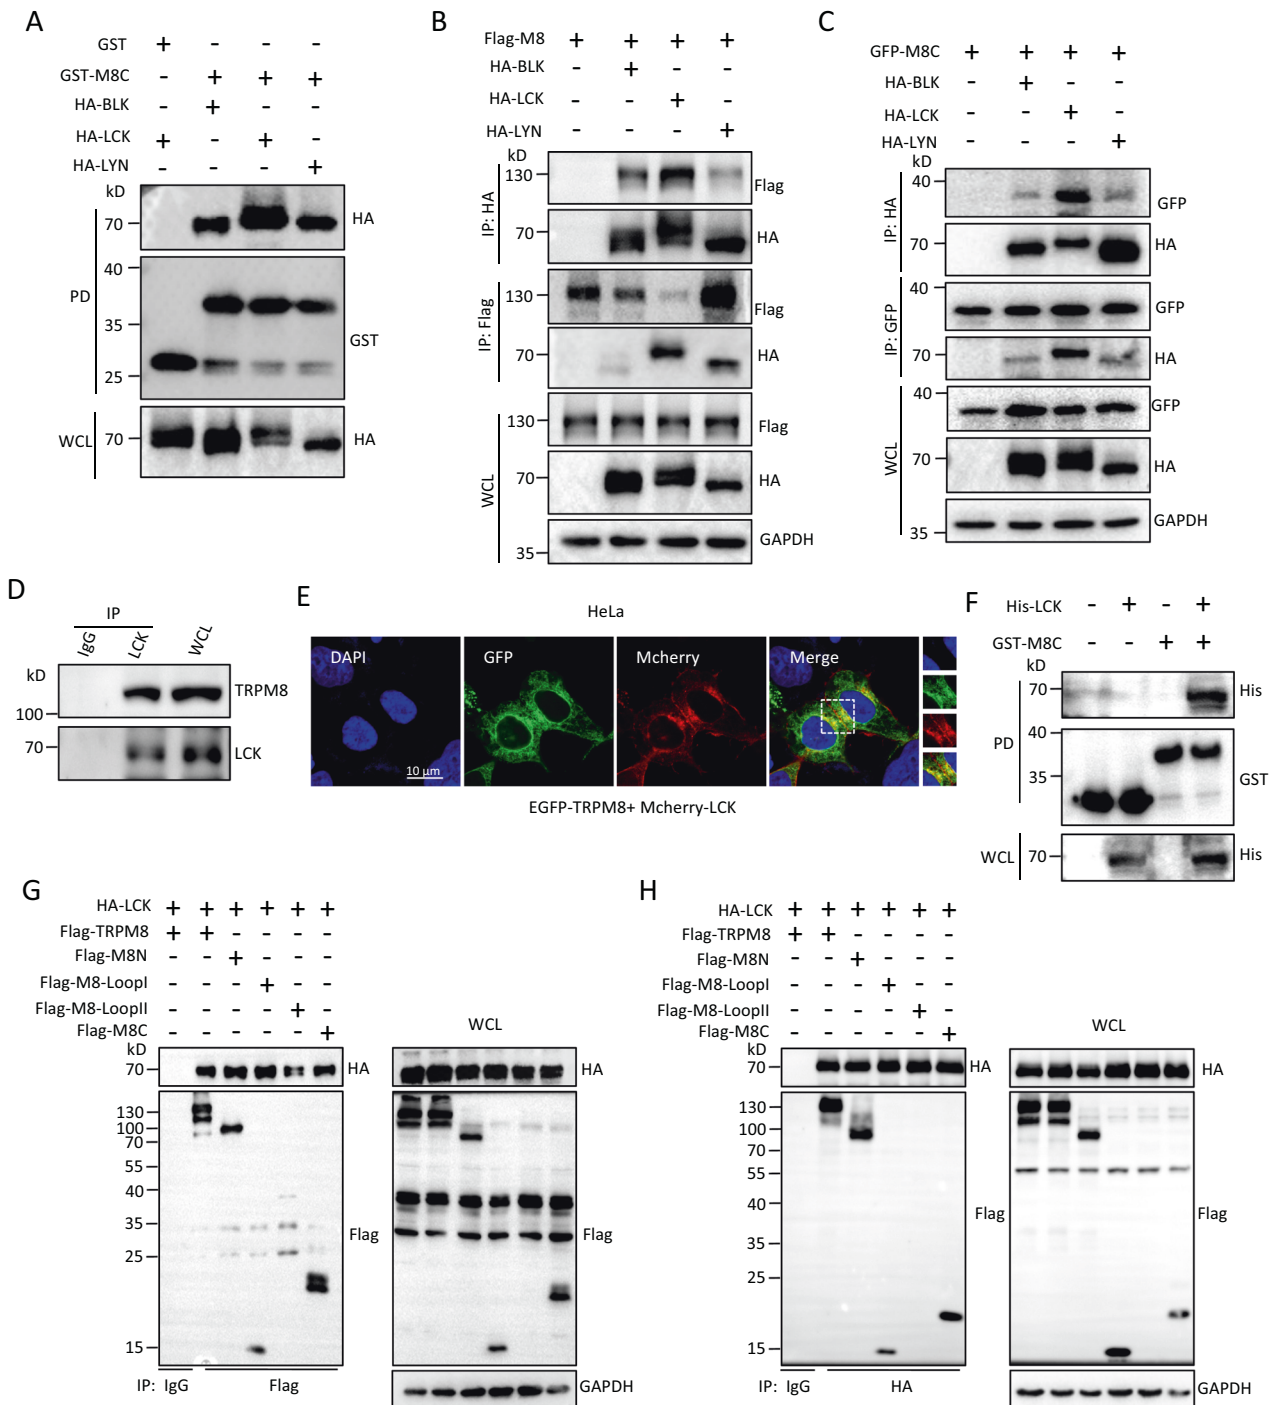 A
GST + - - -
GST-M8C - + + +
HA-BLK - + - -
HA-LCK + - + -
HA-LYN - - - +
kD
PD
70 HA
40
35
25
GST
WCL 70 HA
B
Flag-M8 + + + +
HA-BLK - + - -
HA-LCK - - + -
HA-LYN - - - +
kD
IP: HA
130 Flag
70 HA
IP: Flag
130 Flag
70 HA
WCL
130 Flag
70 HA
35 GAPDH
C
GFP-M8C + + + +
HA-BLK - + - -
HA-LCK - - + -
HA-LYN - - - +
kD
IP: HA
40 GFP
70 HA
IP: GFP
40 GFP
70 HA
WCL
40 GFP
70 HA
35 GAPDH
D
IP
IgG LCK WCL
kD
100 TRPM8
70 LCK
E
HeLa
DAPI GFP Mcherry Merge
10 μm
EGFP-TRPM8+ Mcherry-LCK
F
His-LCK - + - +
GST-M8C - - + +
kD
PD
70 His
40
35
GST
WCL 70 His
G
HA-LCK + + + + + +
Flag-TRPM8 + + - - - -
Flag-M8N - - + - - -
Flag-M8-LoopI - - - + - -
Flag-M8-LoopII - - - - + -
Flag-M8C - - - - - +
kD
WCL
70 HA HA
130
100
70
55
40
35
25
15
Flag Flag
IP: IgG Flag
GAPDH
H
HA-LCK + + + + + +
Flag-TRPM8 + + - - - -
Flag-M8N - - + - - -
Flag-M8-LoopI - - - + - -
Flag-M8-LoopII - - - - + -
Flag-M8C - - - - - +
kD
WCL
70 HA HA
130
100
70
55
40
35
25
15
Flag Flag
IP: IgG HA
GAPDH